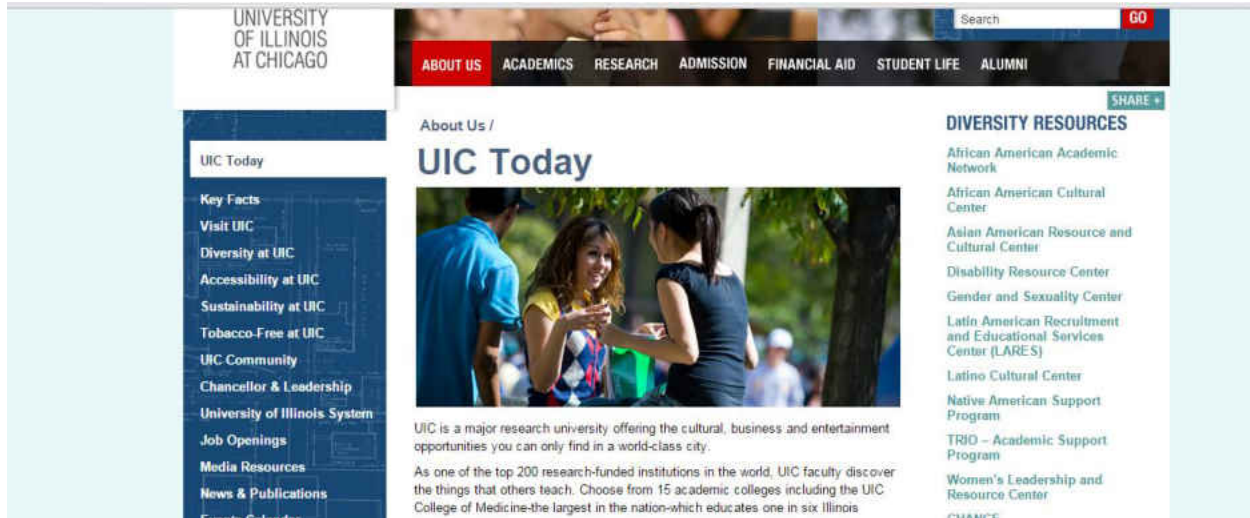 UNIVERSITY
OF ILLINOIS
AT CHICAGO
Search
GO
ABOUT US
ACADEMICS
RESEARCH
ADMISSION
FINANCIAL AID
STUDENT LIFE
ALUMNI
SHARE +
UIC Today
Key Facts
Visit UIC
Diversity at UIC
Accessibility at UIC
Sustainability at UIC
Tobacco-Free at UIC
UIC Community
Chancellor & Leadership
University of Illinois System
Job Openings
Media Resources
News & Publications
Events Calendar
About Us /
UIC Today
UIC is a major research university offering the cultural, business and entertainment
opportunities you can only find in a world-class city.
As one of the top 200 research-funded institutions in the world, UIC faculty discover
the things that others teach. Choose from 15 academic colleges including the UIC
College of Medicine-the largest in the nation-which educates one in six Illinois
DIVERSITY RESOURCES
African American Academic
Network
African American Cultural
Center
Asian American Resource and
Cultural Center
Disability Resource Center
Gender and Sexuality Center
Latin American Recruitment
and Educational Services
Center (LARES)
Latino Cultural Center
Native American Support
Program
TRIO – Academic Support
Program
Women's Leadership and
Resource Center
CHANCE